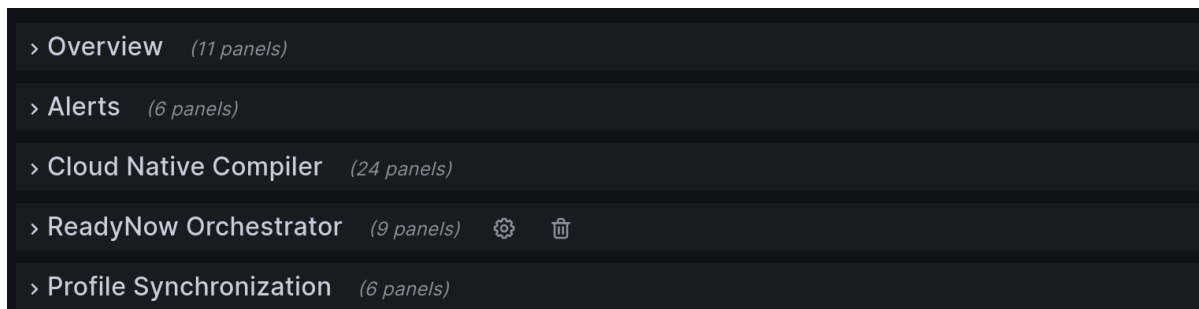 Overview (11 panels)
Alerts (6 panels)
Cloud Native Compiler (24 panels)
ReadyNow Orchestrator (9 panels)
Profile Synchronization (6 panels)